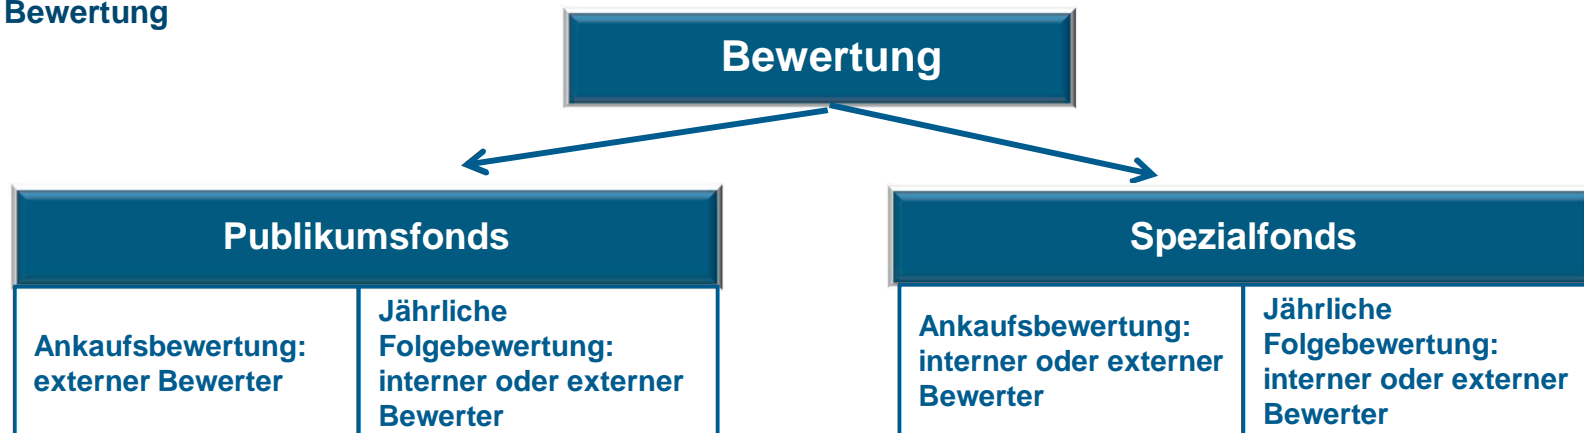 Bewertung
Bewertung
Publikumsfonds
Ankaufsbewertung:
externer Bewerter
Jährliche
Folgebewertung:
interner oder externer
Bewerter
Spezialfonds
Ankaufsbewertung:
interner oder externer
Bewerter
Jährliche
Folgebewertung:
interner oder externer
Bewerter